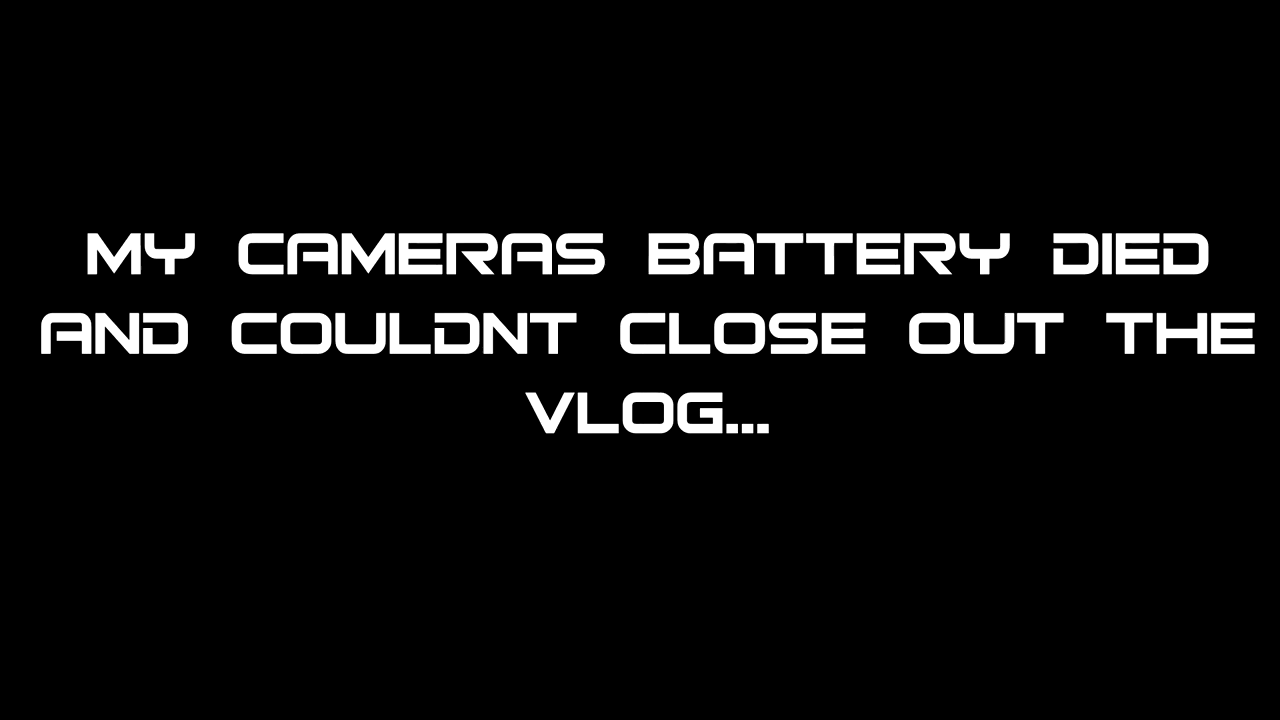 MY CAMERAS BATTERY DIED
AND COULDNT CLOSE OUT THE
VLOG...